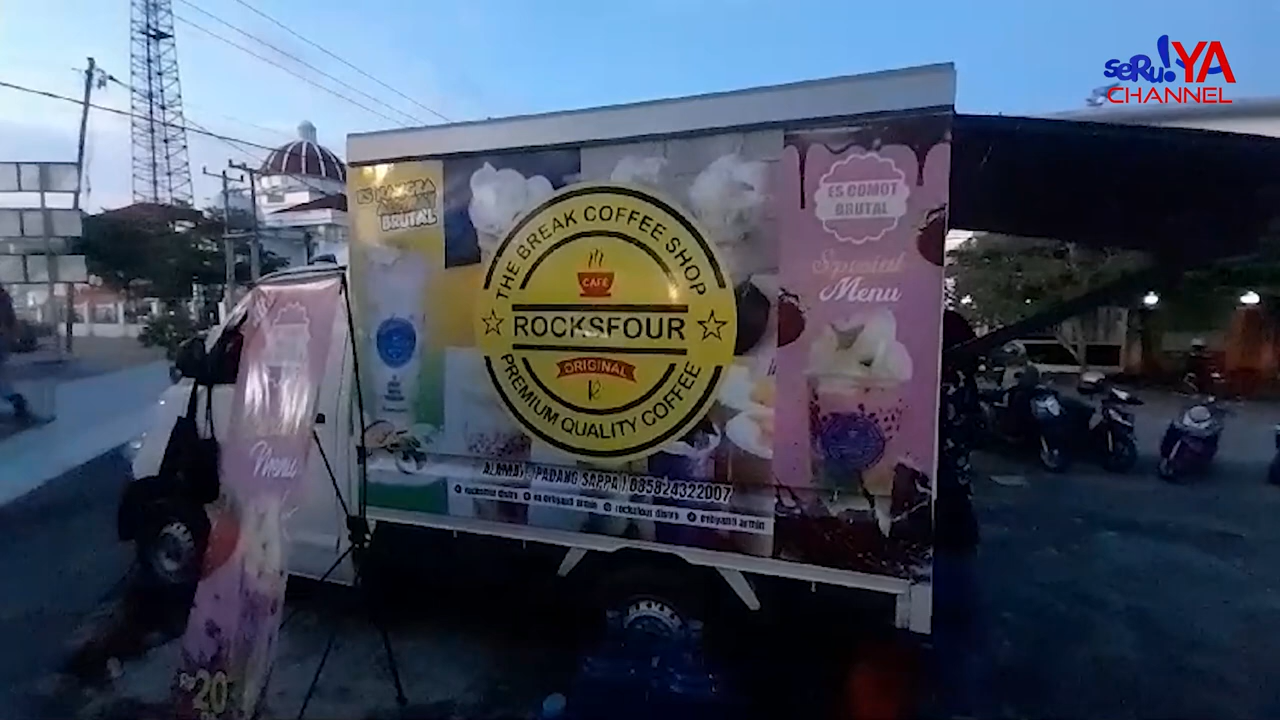 seRu!YA
CHANNEL
ES
BRUTAL
THE BREAK COFFEE SHOP
CAFE
ROCKSFOUR
ORIGINAL
R
PREMIUM QUALITY COFFEE
ES COMOT
BRUTAL
Special
Menu
Menu
PADANG SAPPA | 085824322007
20